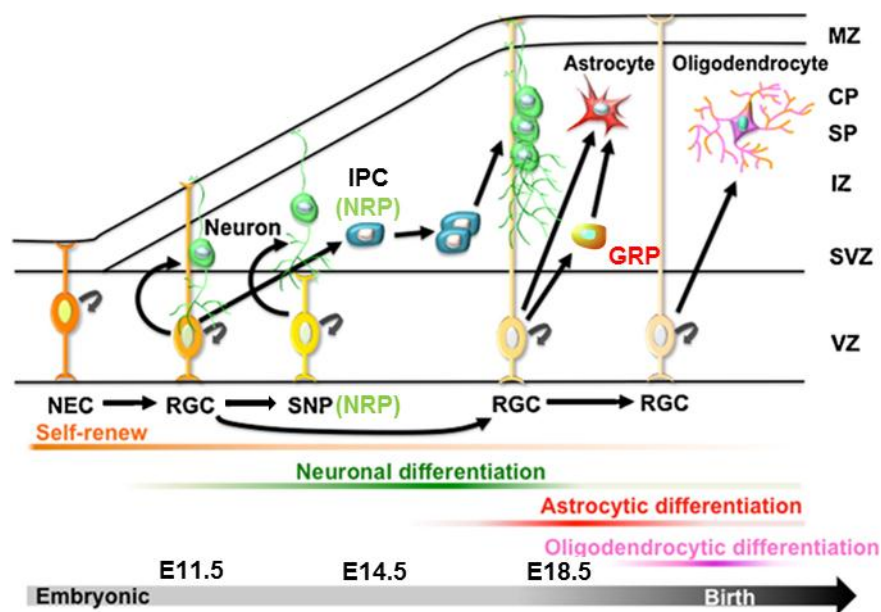 MZ
Astrocyte Oligodendrocyte
CP
SP
IPC
(NRP)
IZ
Neuron
GRP
SVZ
VZ
NEC RGC SNP (NRP) RGC RGC
Self-renew
Neuronal differentiation
Astrocytic differentiation
Oligodendrocytic differentiation
E11.5 E14.5 E18.5
Embryonic Birth